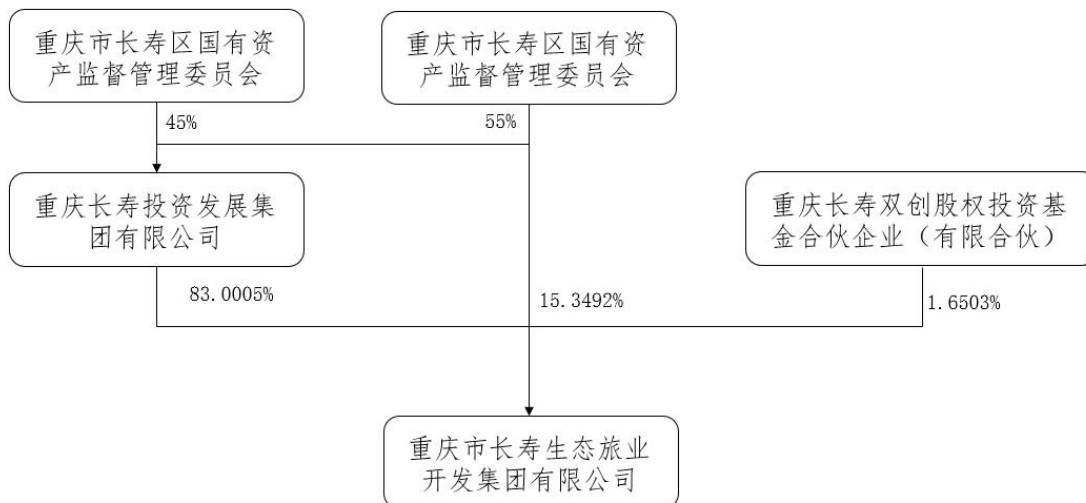 重庆市长寿区国有资
产监督管理委员会
重庆市长寿区国有资
产监督管理委员会
45%
55%
重庆长寿投资发展集
团有限公司
重庆长寿双创股权投资基
金合伙企业（有限合伙）
83.0005%
15.3492%
1.6503%
重庆市长寿生态旅业
开发集团有限公司